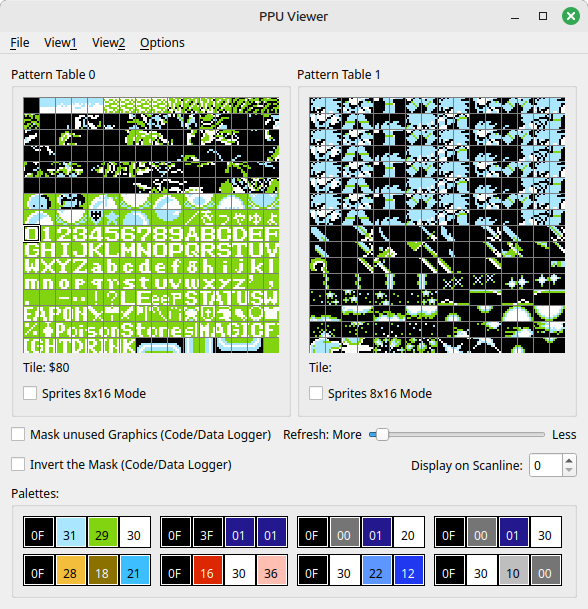 PPU Viewer
File View1 View2 Options
Pattern Table 0 Pattern Table 1
0123456789ABCDEF
GHIJKLMNOPQRSTUV
WXYZabcdefghijkl
mnopqrstuvwxyz',
---.!?LEeePSTATUSW
EAPON
PoisonStonesMAGICF
IGHTDRINK
Tile: $80 Tile:
Sprites 8x16 Mode Sprites 8x16 Mode
Mask unused Graphics (Code/Data Logger) Refresh: More Less
Invert the Mask (Code/Data Logger) Display on Scanline: 0
Palettes:
0F 31 29 30 0F 3F 01 01 0F 00 01 20 0F 00 01 30
0F 28 18 21 0F 16 30 36 0F 30 22 12 0F 30 10 00